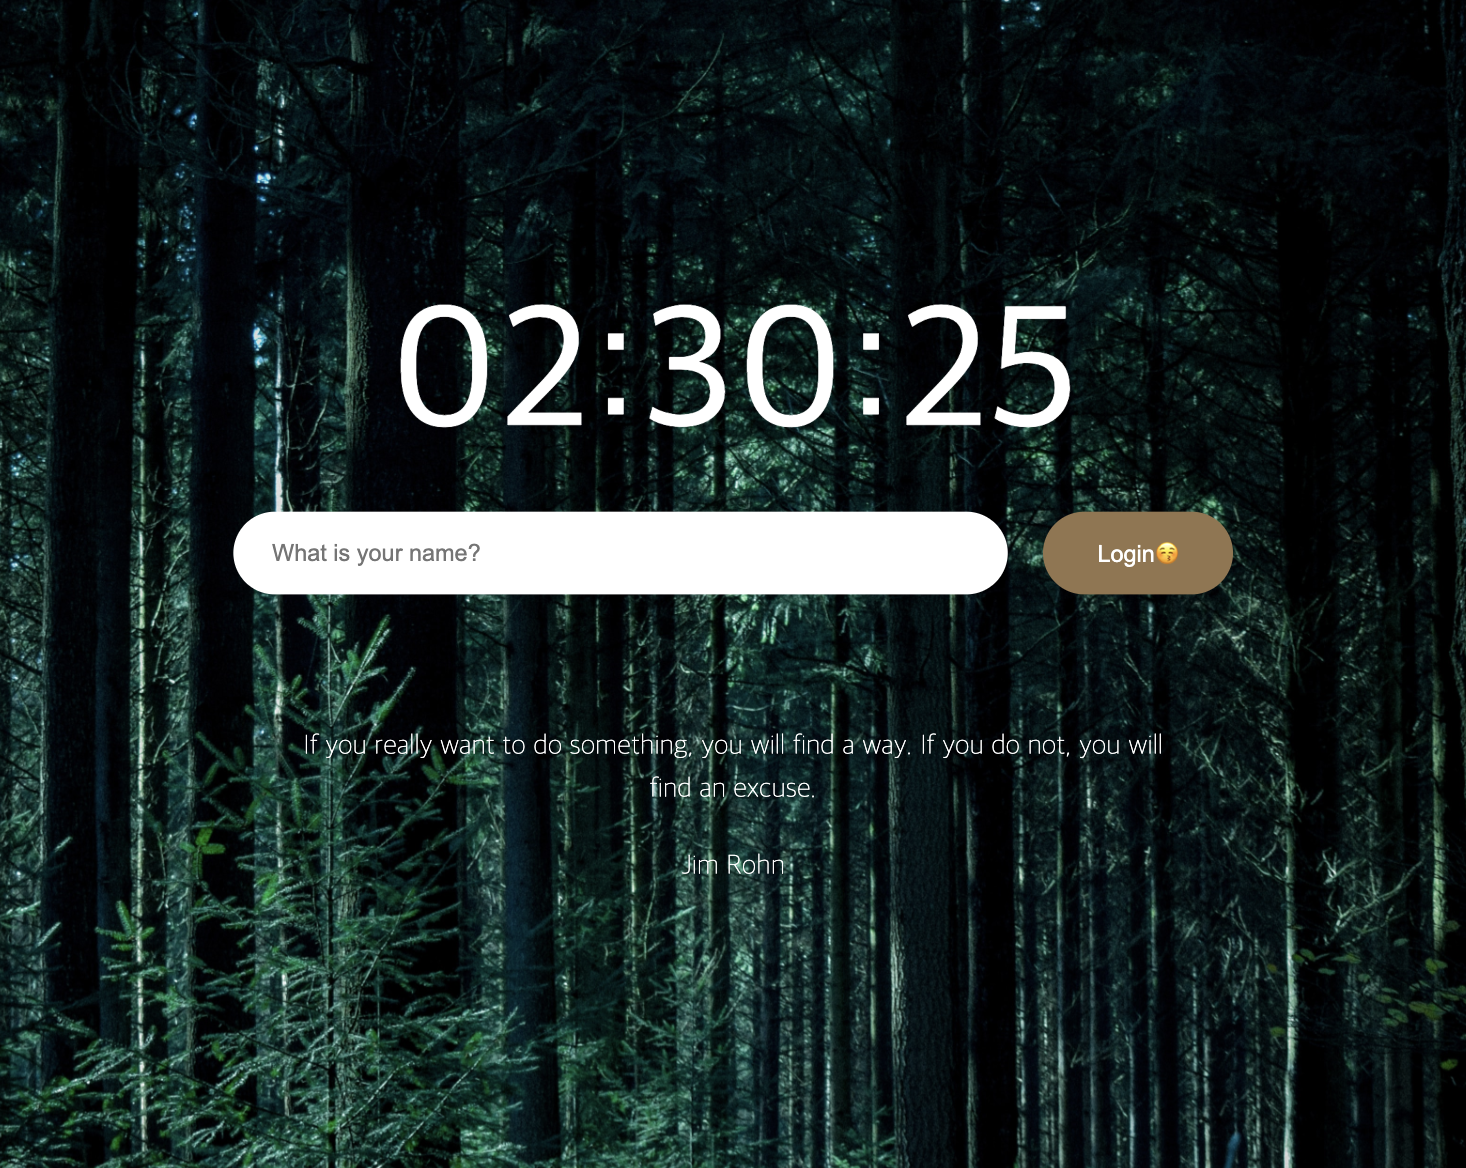 02:30:25
What is your name?
Login😚
If you really want to do something, you will find a way. If you do not, you will
find an excuse.
Jim Rohn